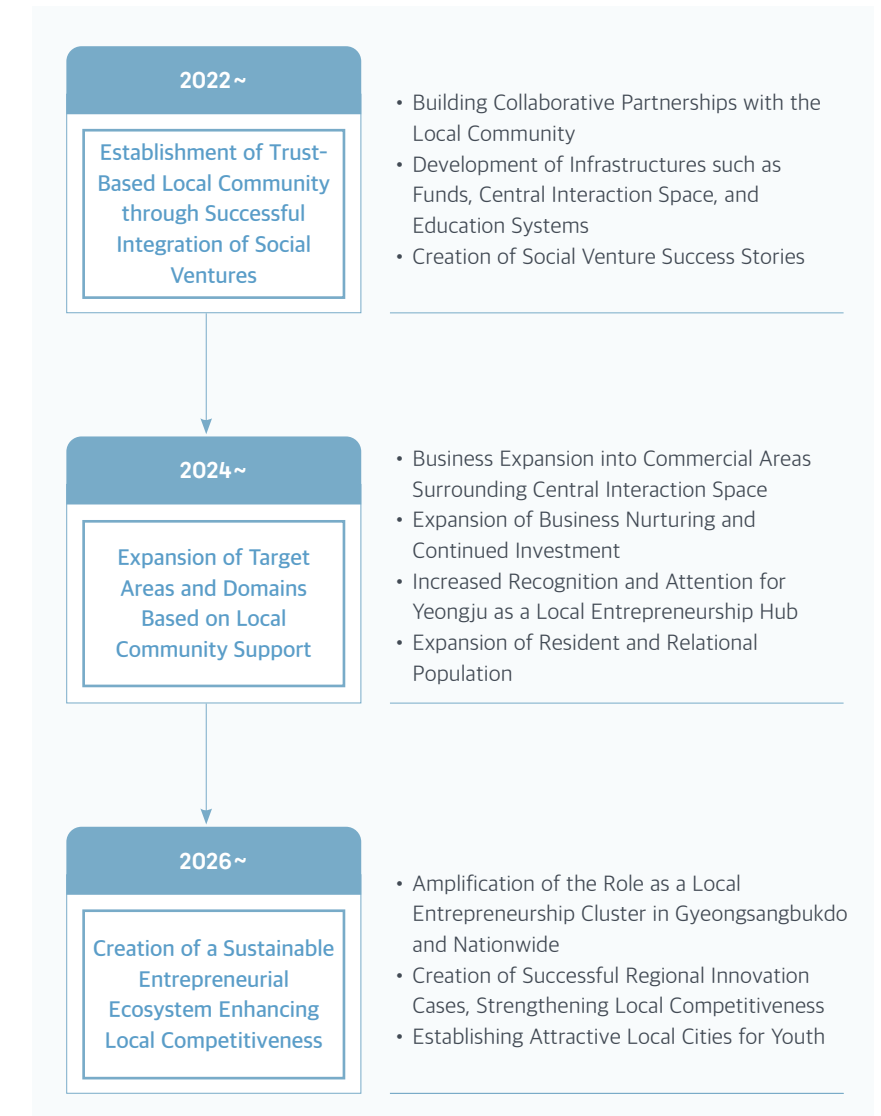 2022~
Establishment of Trust-
Based Local Community
through Successful
Integration of Social
Ventures
• Building Collaborative Partnerships with the
Local Community
• Development of Infrastructures such as
Funds, Central Interaction Space, and
Education Systems
• Creation of Social Venture Success Stories
2024~
Expansion of Target
Areas and Domains
Based on Local
Community Support
• Business Expansion into Commercial Areas
Surrounding Central Interaction Space
• Expansion of Business Nurturing and
Continued Investment
• Increased Recognition and Attention for
Yeongju as a Local Entrepreneurship Hub
• Expansion of Resident and Relational
Population
2026~
Creation of a Sustainable
Entrepreneurial
Ecosystem Enhancing
Local Competitiveness
• Amplification of the Role as a Local
Entrepreneurship Cluster in Gyeongsangbukdo
and Nationwide
• Creation of Successful Regional Innovation
Cases, Strengthening Local Competitiveness
• Establishing Attractive Local Cities for Youth